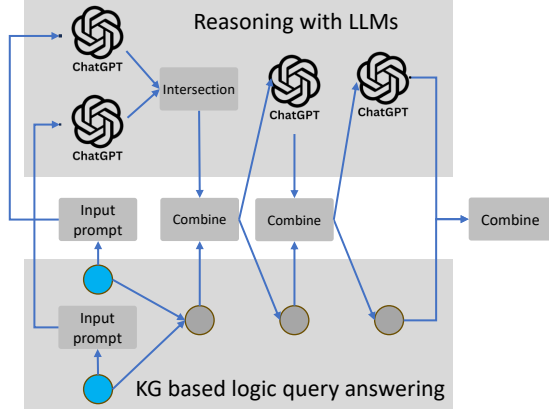 Reasoning with LLMs
ChatGPT
Intersection
ChatGPT
ChatGPT
ChatGPT
Input
prompt
Combine
Combine
Combine
Input
prompt
KG based logic query answering